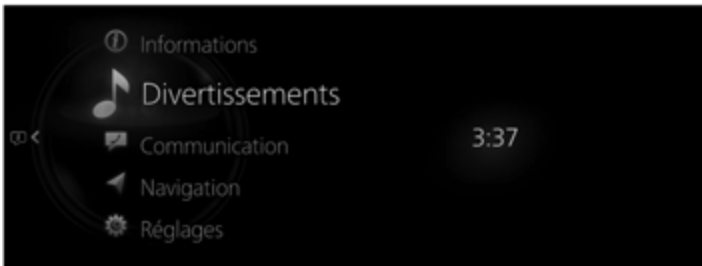 Informations
Divertissements
Communication
3:37
Navigation
Réglages